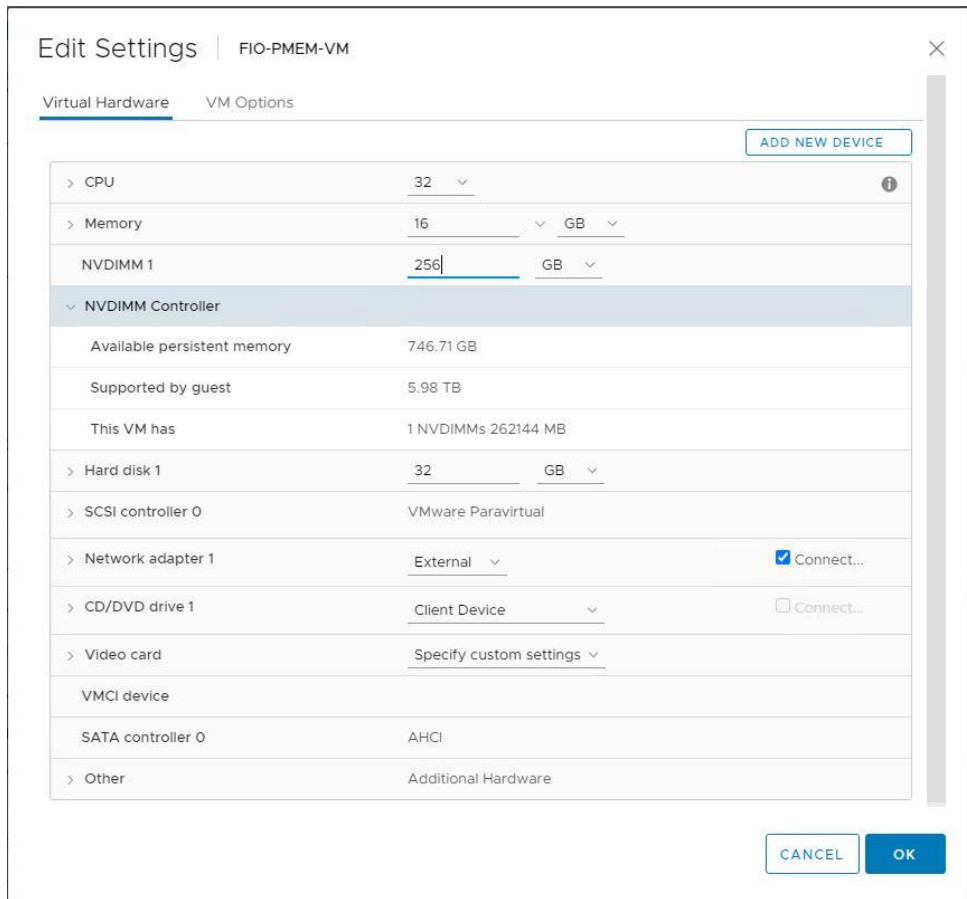 Edit Settings FIO-PMEM-VM
Virtual Hardware VM Options
ADD NEW DEVICE
CPU 32
Memory 16 GB
NVDIMM 1 256 GB
NVDIMM Controller
Available persistent memory 746.71 GB
Supported by guest 5.98 TB
This VM has 1 NVDIMMs 262144 MB
Hard disk 1 32 GB
SCSI controller 0 VMware Paravirtual
Network adapter 1 External Connect...
CD/DVD drive 1 Client Device Connect...
Video card Specify custom settings
VMCI device
SATA controller 0 AHCI
Other Additional Hardware
CANCEL OK